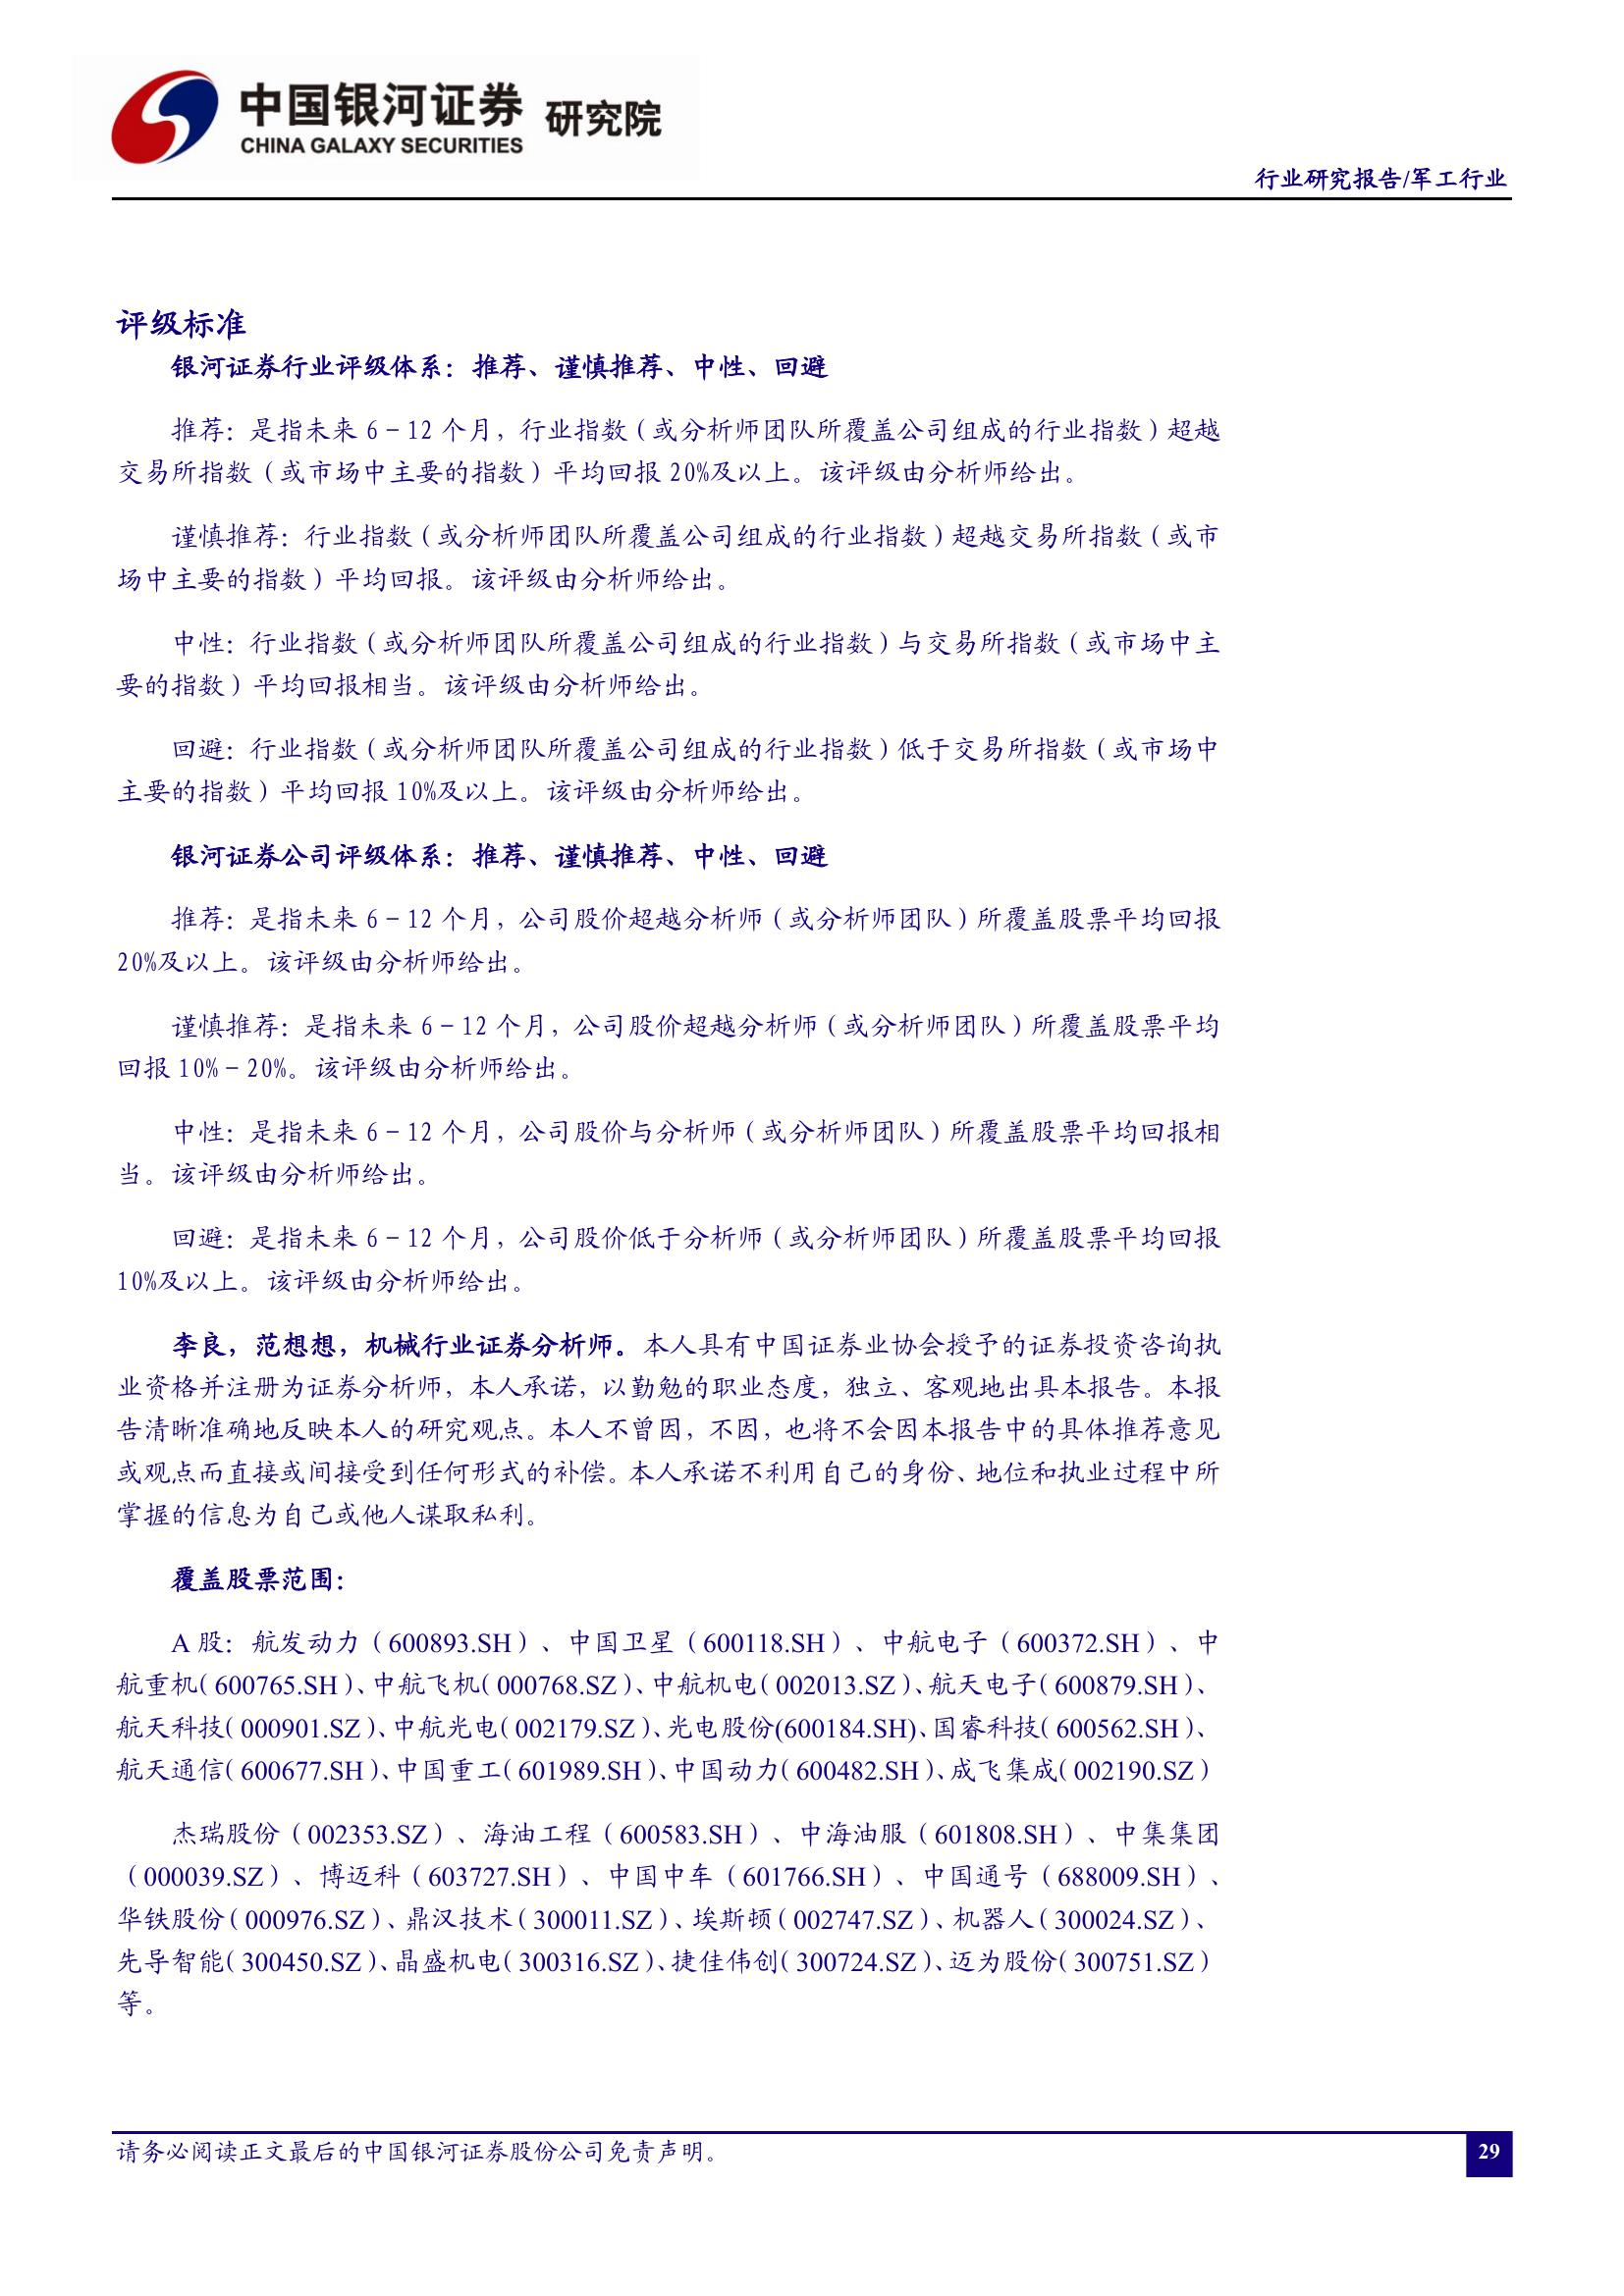 中国银河证券 研究院
CHINA GALAXY SECURITIES
行业研究报告/军工行业
评级标准
银河证券行业评级体系：推荐、谨慎推荐、中性、回避
推荐：是指未来 6－12 个月，行业指数（或分析师团队所覆盖公司组成的行业指数）超越
交易所指数（或市场中主要的指数）平均回报 20%及以上。该评级由分析师给出。
谨慎推荐：行业指数（或分析师团队所覆盖公司组成的行业指数）超越交易所指数（或市
场中主要的指数）平均回报。该评级由分析师给出。
中性：行业指数（或分析师团队所覆盖公司组成的行业指数）与交易所指数（或市场中主
要的指数）平均回报相当。该评级由分析师给出。
回避：行业指数（或分析师团队所覆盖公司组成的行业指数）低于交易所指数（或市场中
主要的指数）平均回报 10%及以上。该评级由分析师给出。
银河证券公司评级体系：推荐、谨慎推荐、中性、回避
推荐：是指未来 6－12 个月，公司股价超越分析师（或分析师团队）所覆盖股票平均回报
20%及以上。该评级由分析师给出。
谨慎推荐：是指未来 6－12 个月，公司股价超越分析师（或分析师团队）所覆盖股票平均
回报 10%－20%。该评级由分析师给出。
中性：是指未来 6－12 个月，公司股价与分析师（或分析师团队）所覆盖股票平均回报相
当。该评级由分析师给出。
回避：是指未来 6－12 个月，公司股价低于分析师（或分析师团队）所覆盖股票平均回报
10%及以上。该评级由分析师给出。
李良，范想想，机械行业证券分析师。本人具有中国证券业协会授予的证券投资咨询执
业资格并注册为证券分析师，本人承诺，以勤勉的职业态度，独立、客观地出具本报告。本报
告清晰准确地反映本人的研究观点。本人不曾因，不因，也将不会因本报告中的具体推荐意见
或观点而直接或间接受到任何形式的补偿。本人承诺不利用自己的身份、地位和执业过程中所
掌握的信息为自己或他人谋取私利。
覆盖股票范围：
A 股：航发动力（600893.SH）、中国卫星（600118.SH）、中航电子（600372.SH）、中
航重机（600765.SH）、中航飞机（000768.SZ）、中航机电（002013.SZ）、航天电子（600879.SH）、
航天科技（000901.SZ）、中航光电（002179.SZ）、光电股份(600184.SH)、国睿科技（600562.SH）、
航天通信（600677.SH）、中国重工（601989.SH）、中国动力（600482.SH）、成飞集成（002190.SZ）
杰瑞股份（002353.SZ）、海油工程（600583.SH）、中海油服（601808.SH）、中集集团
（000039.SZ）、博迈科（603727.SH）、中国中车（601766.SH）、中国通号（688009.SH）、
华铁股份（000976.SZ）、鼎汉技术（300011.SZ）、埃斯顿（002747.SZ）、机器人（300024.SZ）、
先导智能（300450.SZ）、晶盛机电（300316.SZ）、捷佳伟创（300724.SZ）、迈为股份（300751.SZ）
等。
请务必阅读正文最后的中国银河证券股份公司免责声明。
29